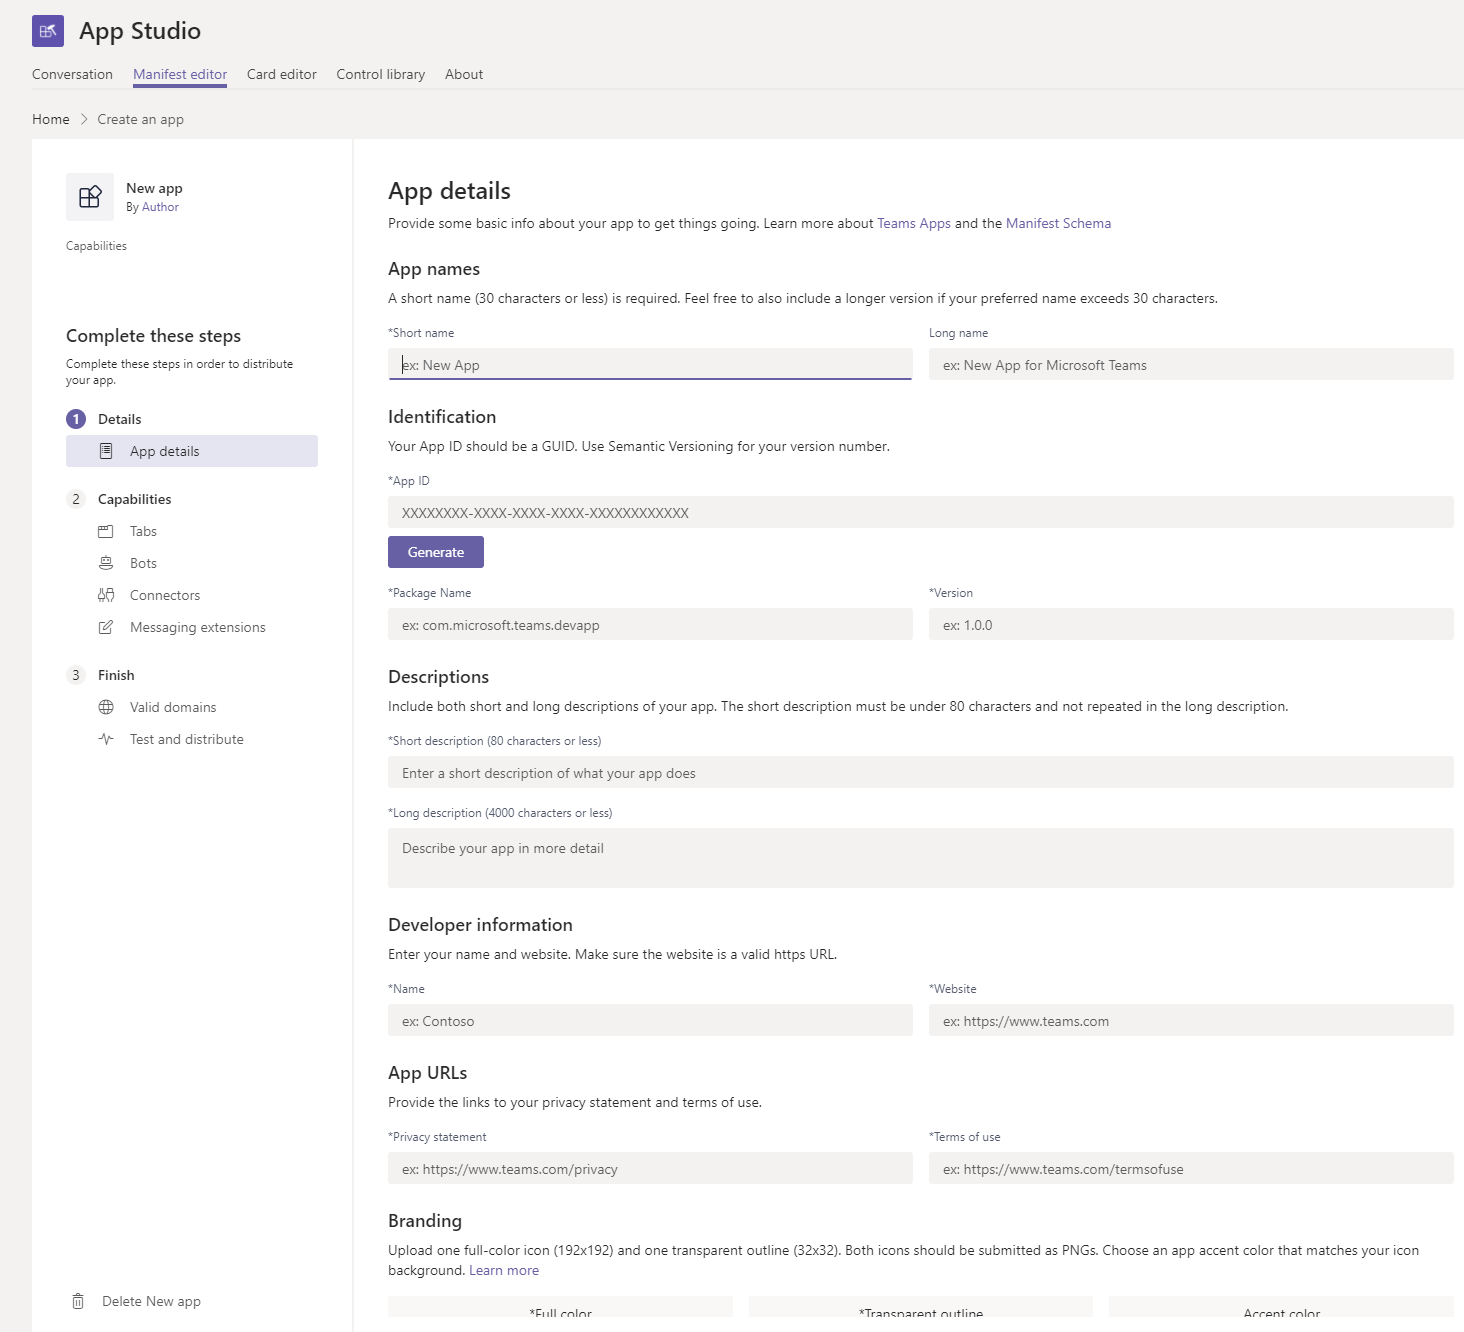 App Studio
Conversation Manifest editor Card editor Control library About
Home Create an app
New app
By Author
Capabilities
Complete these steps
Complete these steps in order to distribute
your app.
1 Details
App details
2 Capabilities
Tabs
Bots
Connectors
Messaging extensions
3 Finish
Valid domains
Test and distribute
Delete New app
App details
Provide some basic info about your app to get things going. Learn more about Teams Apps and the Manifest Schema
App names
A short name (30 characters or less) is required. Feel free to also include a longer version if your preferred name exceeds 30 characters.
*Short name Long name
ex: New App ex: New App for Microsoft Teams
Identification
Your App ID should be a GUID. Use Semantic Versioning for your version number.
*App ID
XXXXXXXX-XXXX-XXXX-XXXX-XXXXXXXXXXXX
Generate
*Package Name *Version
ex: com.microsoft.teams.devapp ex: 1.0.0
Descriptions
Include both short and long descriptions of your app. The short description must be under 80 characters and not repeated in the long description.
*Short description (80 characters or less)
Enter a short description of what your app does
*Long description (4000 characters or less)
Describe your app in more detail
Developer information
Enter your name and website. Make sure the website is a valid https URL.
*Name *Website
ex: Contoso ex: https://www.teams.com
App URLs
Provide the links to your privacy statement and terms of use.
*Privacy statement *Terms of use
ex: https://www.teams.com/privacy ex: https://www.teams.com/termsofuse
Branding
Upload one full-color icon (192x192) and one transparent outline (32x32). Both icons should be submitted as PNGs. Choose an app accent color that matches your icon
background. Learn more
*Full color *Transparent outline Accent color